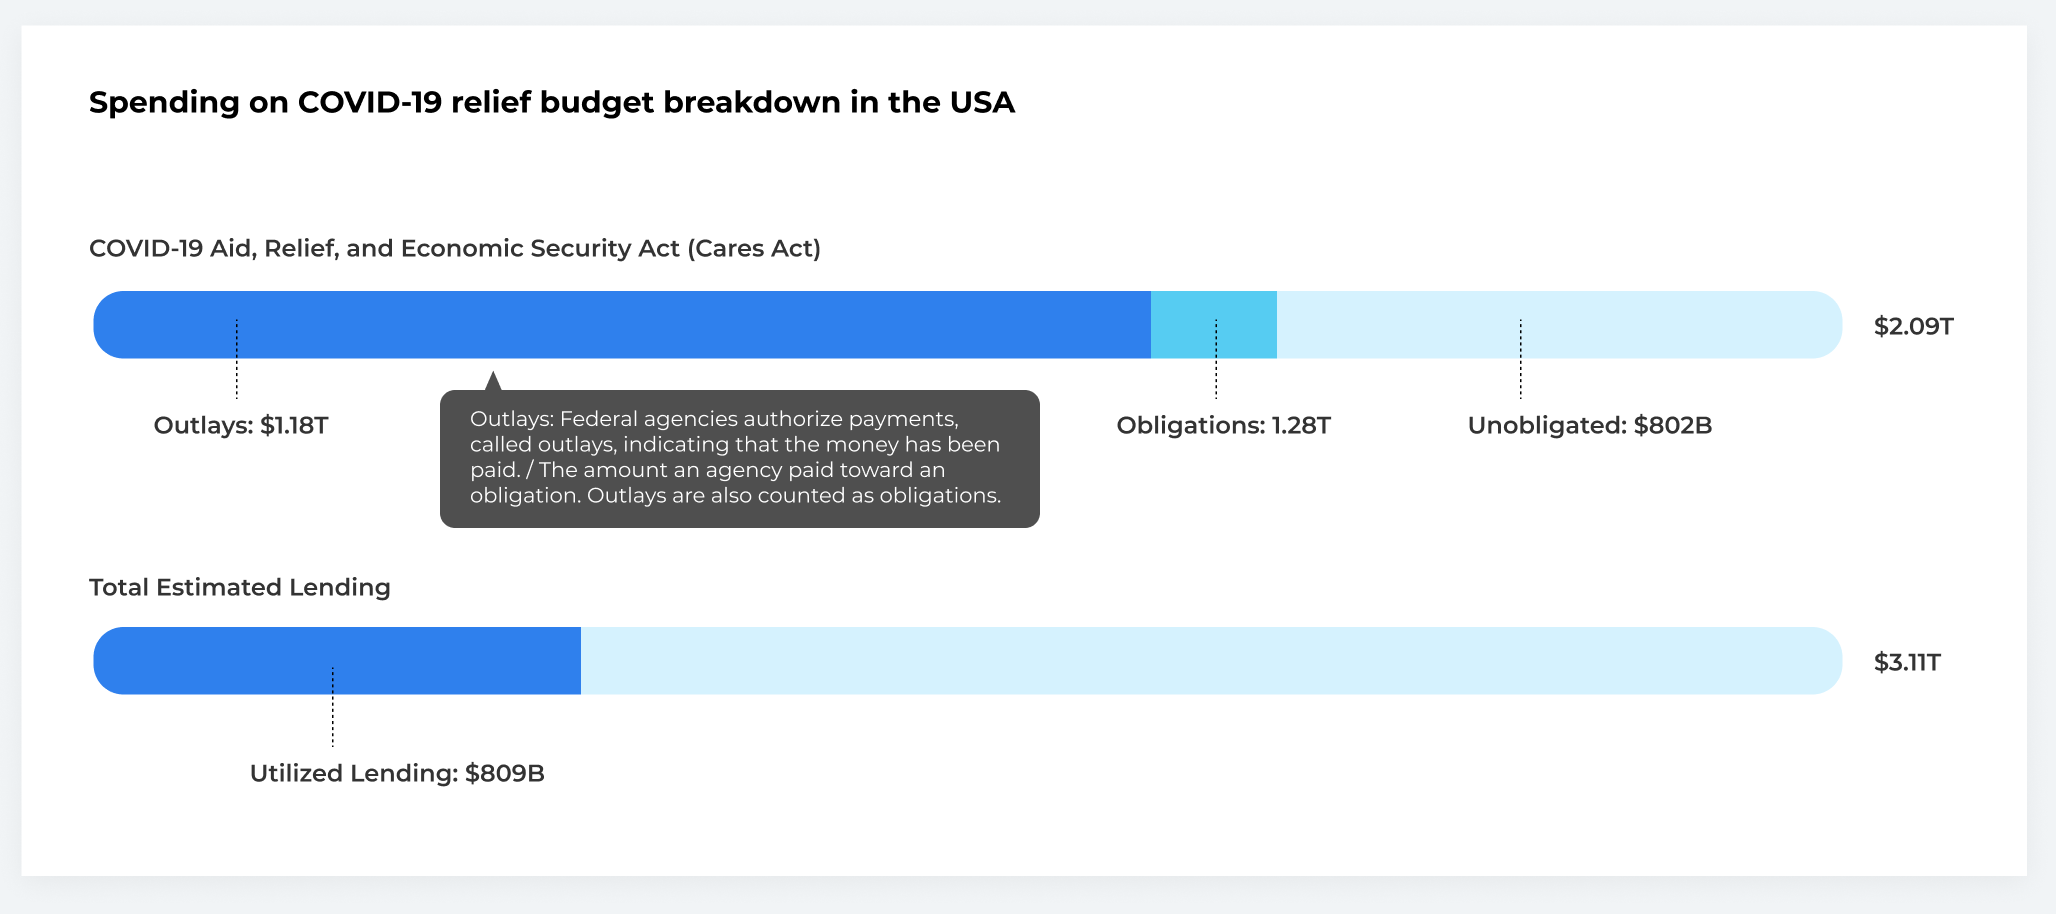 Spending on COVID-19 relief budget breakdown in the USA
COVID-19 Aid, Relief, and Economic Security Act (Cares Act)
$2.09T
Outlays: $1.18T
Obligations: 1.28T
Unobligated: $802B
Outlays: Federal agencies authorize payments,
called outlays, indicating that the money has been
paid. / The amount an agency paid toward an
obligation. Outlays are also counted as obligations.
Total Estimated Lending
$3.11T
Utilized Lending: $809B